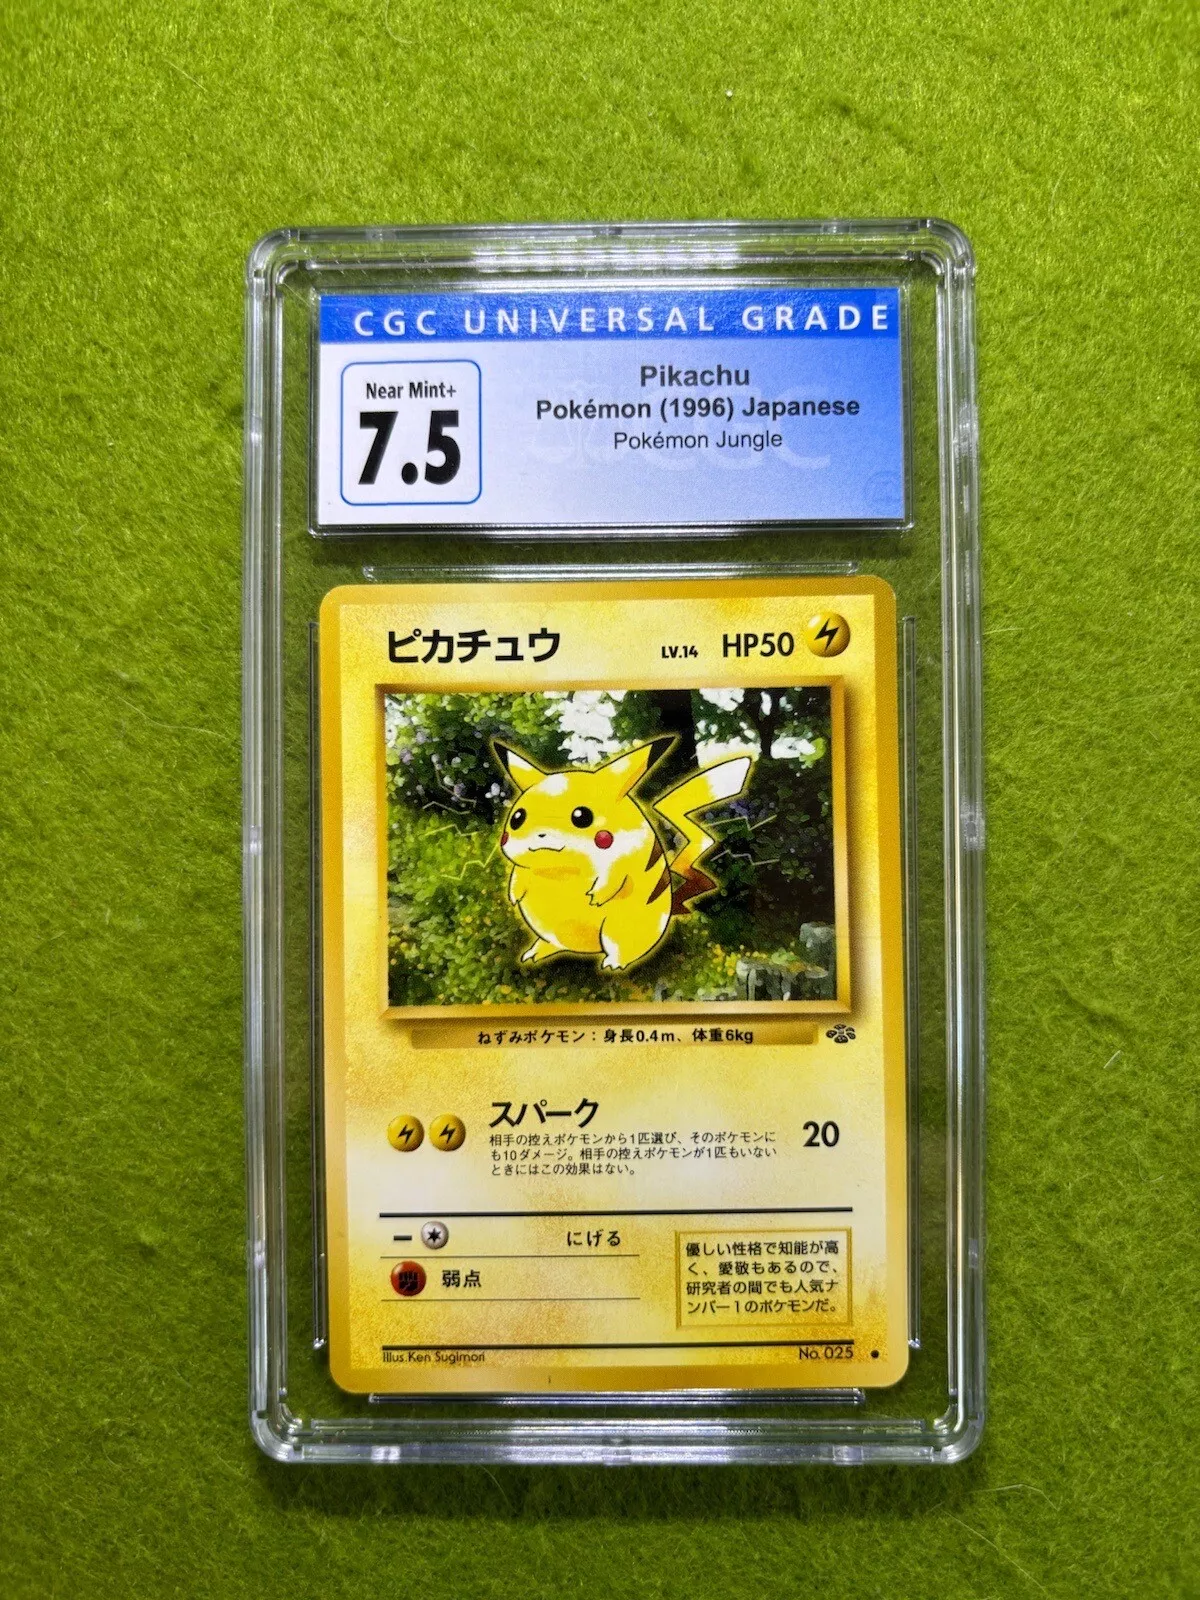 CGC UNIVERSAL GRADE
Near Mint+
7.5
Pikachu
Pokémon (1996) Japanese
Pokémon Jungle
ピカチュウ LV.14 HP50
ねずみポケモン：身長0.4m、体重6kg
スパーク
相手の控えポケモンから1匹選び、そのポケモンに
も10ダメージ。相手の控えポケモンが1匹もいない
ときにはこの効果はない。
20
にげる
弱点
優しい性格で知能が高
く、愛敬もあるので、
研究者の間でも人気ナ
ンバー1のポケモンだ。
Illus.Ken Sugimori
No. 025